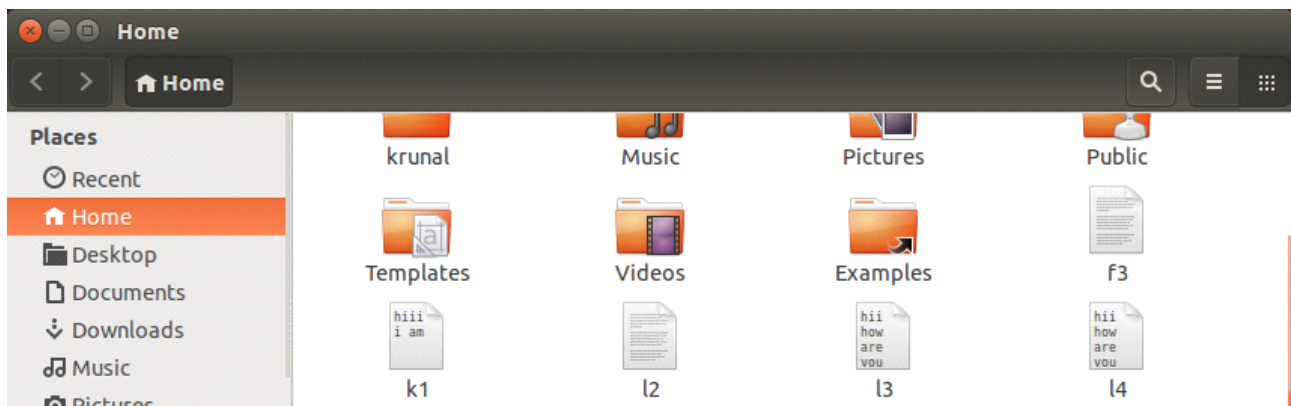 Home
Home
Places
Recent
Home
Desktop
Documents
Downloads
Music
Pictures
krunal
Music
Pictures
Public
Templates
Videos
Examples
f3
hiii
i am
k1
l2
hii
how
are
you
l3
hii
how
are
you
l4